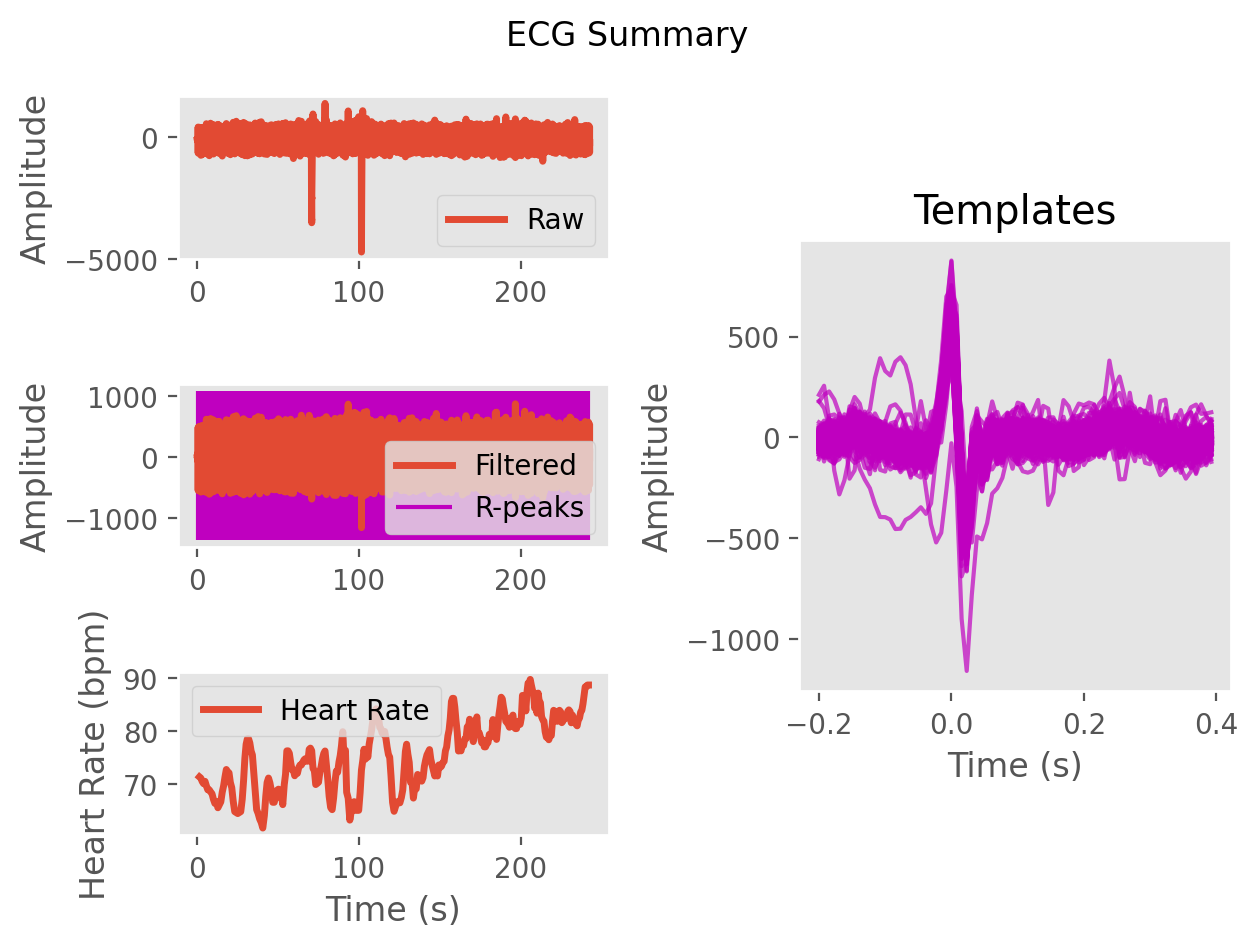 ECG Summary
Amplitude
0
−5000
Raw
0
100
200
Amplitude
1000
0
−1000
Filtered
R-peaks
0
100
200
Heart Rate (bpm)
90
80
70
Heart Rate
0
100
200
Time (s)
Templates
Amplitude
500
0
−500
−1000
−0.2
0.0
0.2
0.4
Time (s)